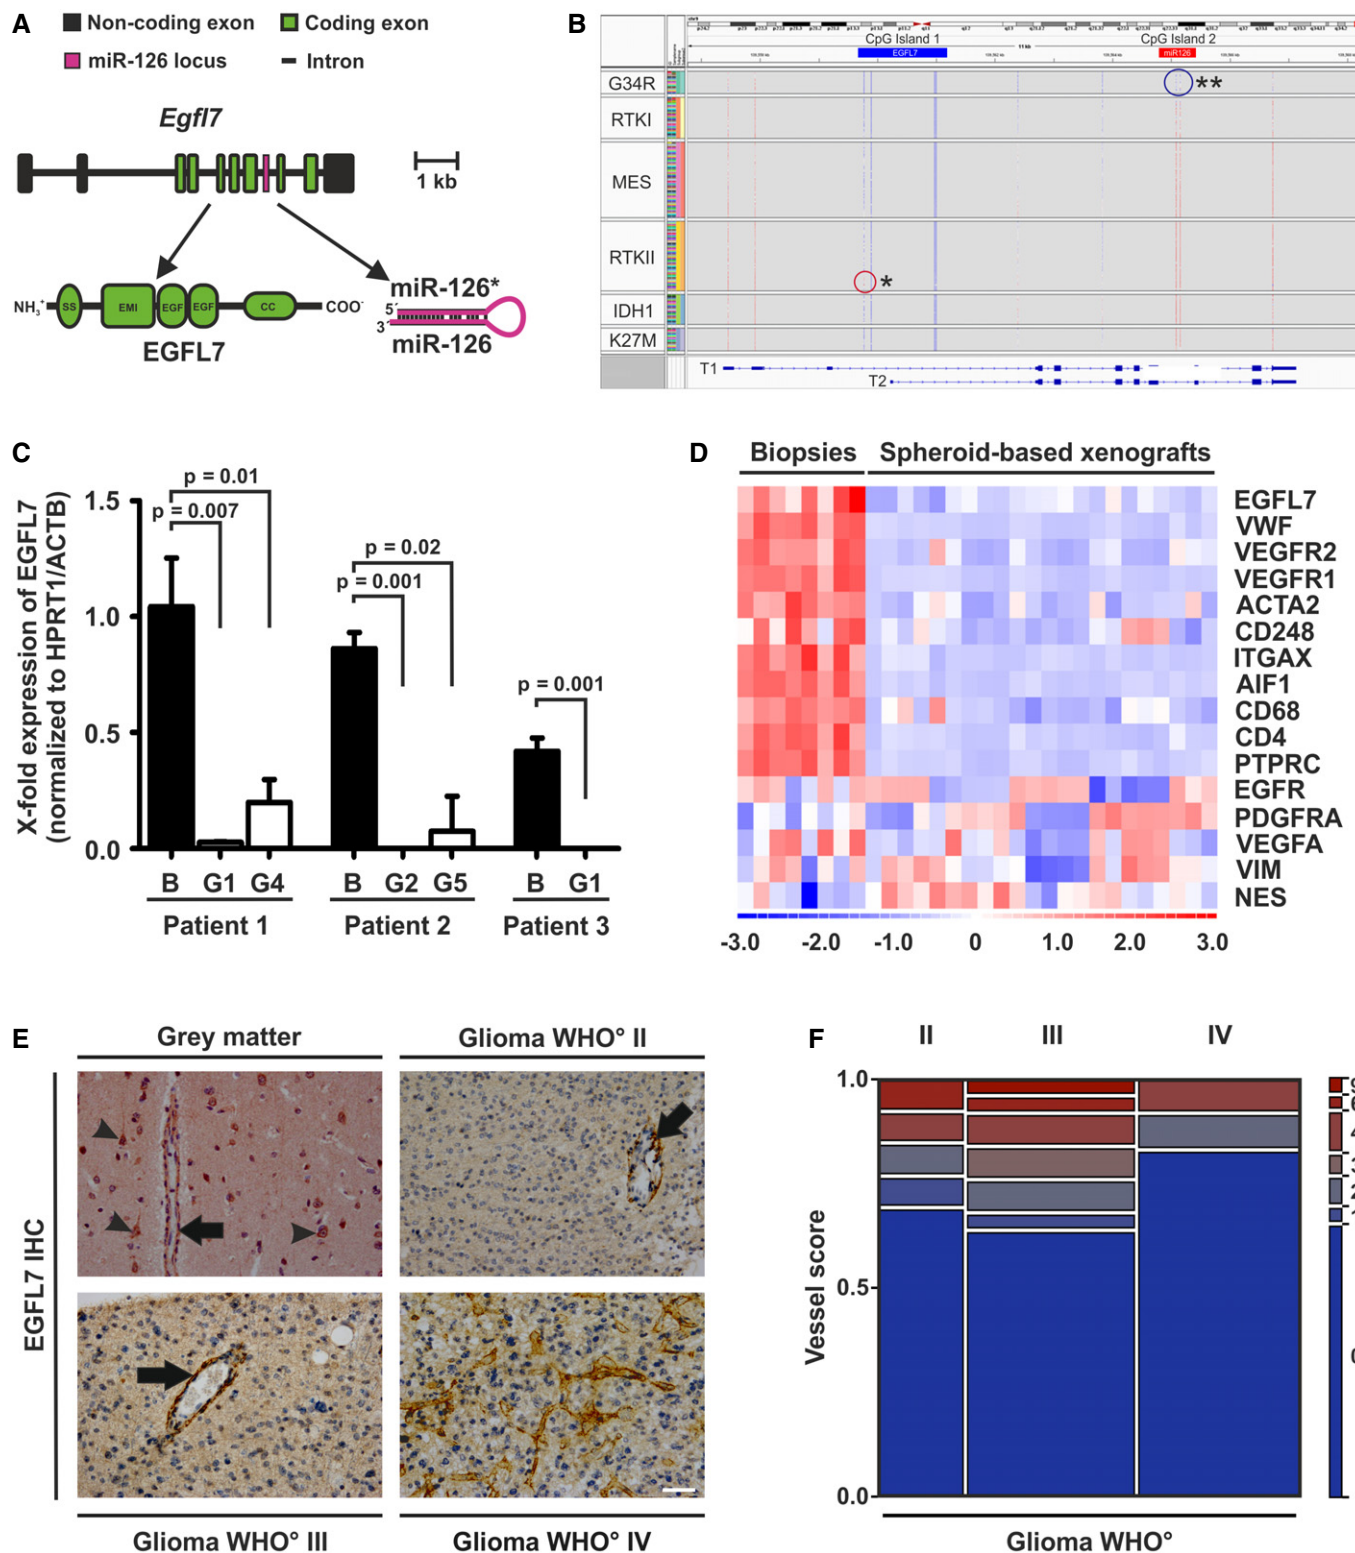 A
Non-coding exon
Coding exon
miR-126 locus
Intron
Egfl7
1 kb
NH3+
SS
EMI
EGF
EGF
CC
COO-
EGFL7
miR-126*
5´
3´
miR-126
B
CpG Island 1
CpG Island 2
11 kb
EGFL7
miR126
G34R
**
RTKI
MES
RTKII
*
IDH1
K27M
T1
T2
C
X-fold expression of EGFL7
(normalized to HPRT1/ACTB)
1.5
1.0
0.5
0.0
p = 0.01
p = 0.007
p = 0.02
p = 0.001
p = 0.001
B G1 G4
B G2 G5
B G1
Patient 1
Patient 2
Patient 3
D
Biopsies
Spheroid-based xenografts
EGFL7
VWF
VEGFR2
VEGFR1
ACTA2
CD248
ITGAX
AIF1
CD68
CD4
PTPRC
EGFR
PDGFRA
VEGFA
VIM
NES
-3.0 -2.0 -1.0 0 1.0 2.0 3.0
E
Grey matter
Glioma WHO° II
EGFL7 IHC
Glioma WHO° III
Glioma WHO° IV
F
II III IV
Vessel score
1.0
0.5
0.0
Glioma WHO°